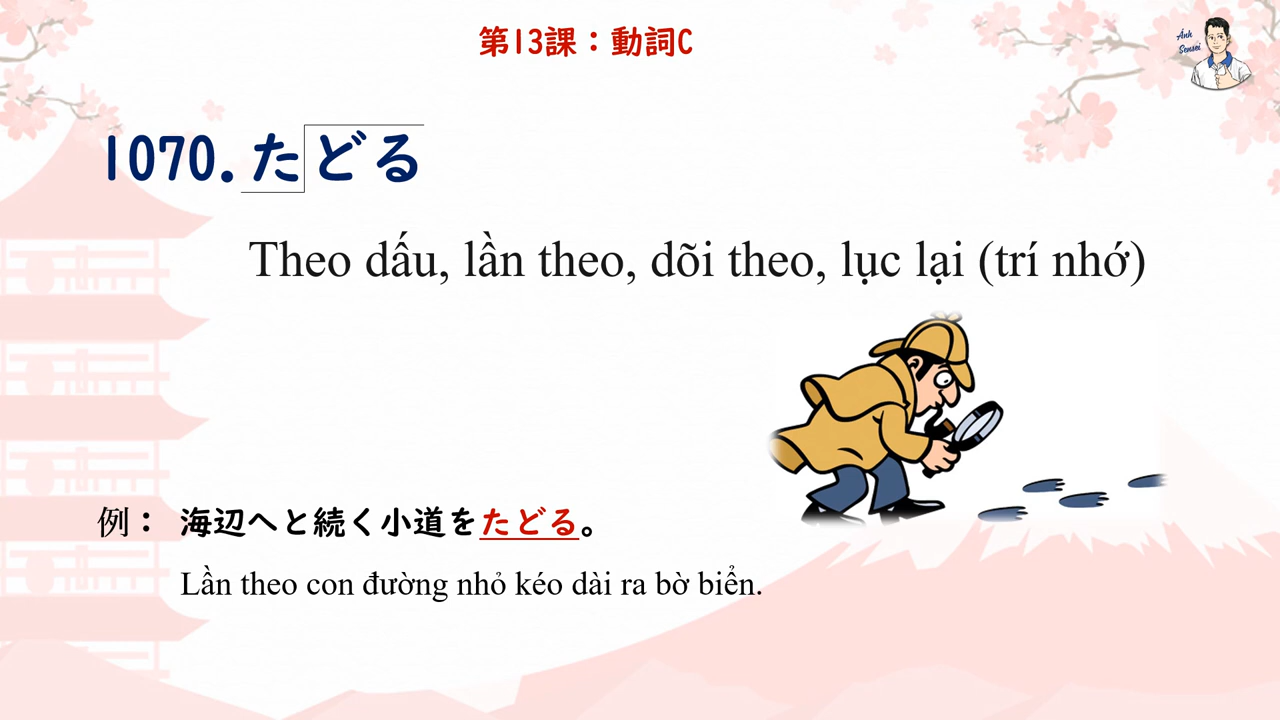 第13課：動詞C
Ánh
Sensei
1070.たどる
Theo dấu, lần theo, dõi theo, lục lại (trí nhớ)
例： 海辺へと続く小道をたどる。
Lần theo con đường nhỏ kéo dài ra bờ biển.